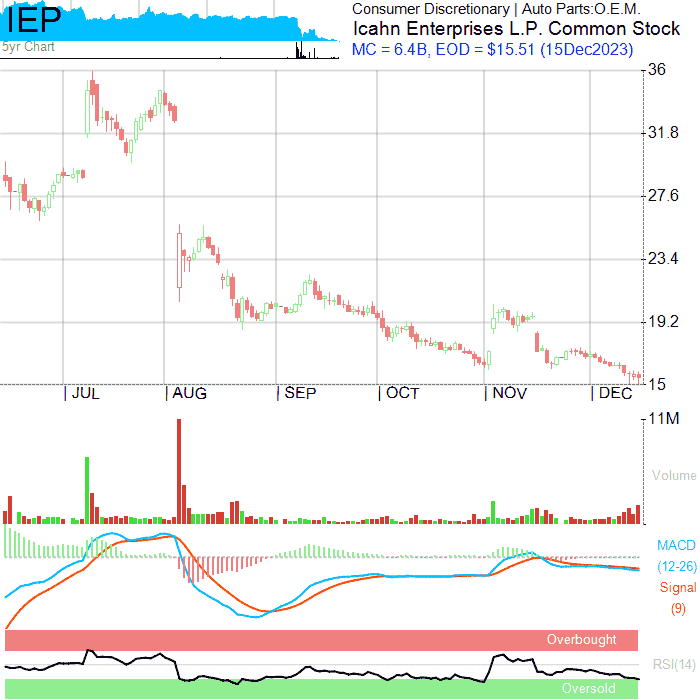 IEP
Consumer Discretionary | Auto Parts:O.E.M.
Icahn Enterprises L.P. Common Stock
5yr Chart
MC = 6.4B, EOD = $15.51 (15Dec2023)
36
31.8
27.6
23.4
19.2
15
JUL AUG SEP OCT NOV DEC
11M
Volume
MACD
(12-26)
Signal
(9)
Overbought
RSI(14)
Oversold